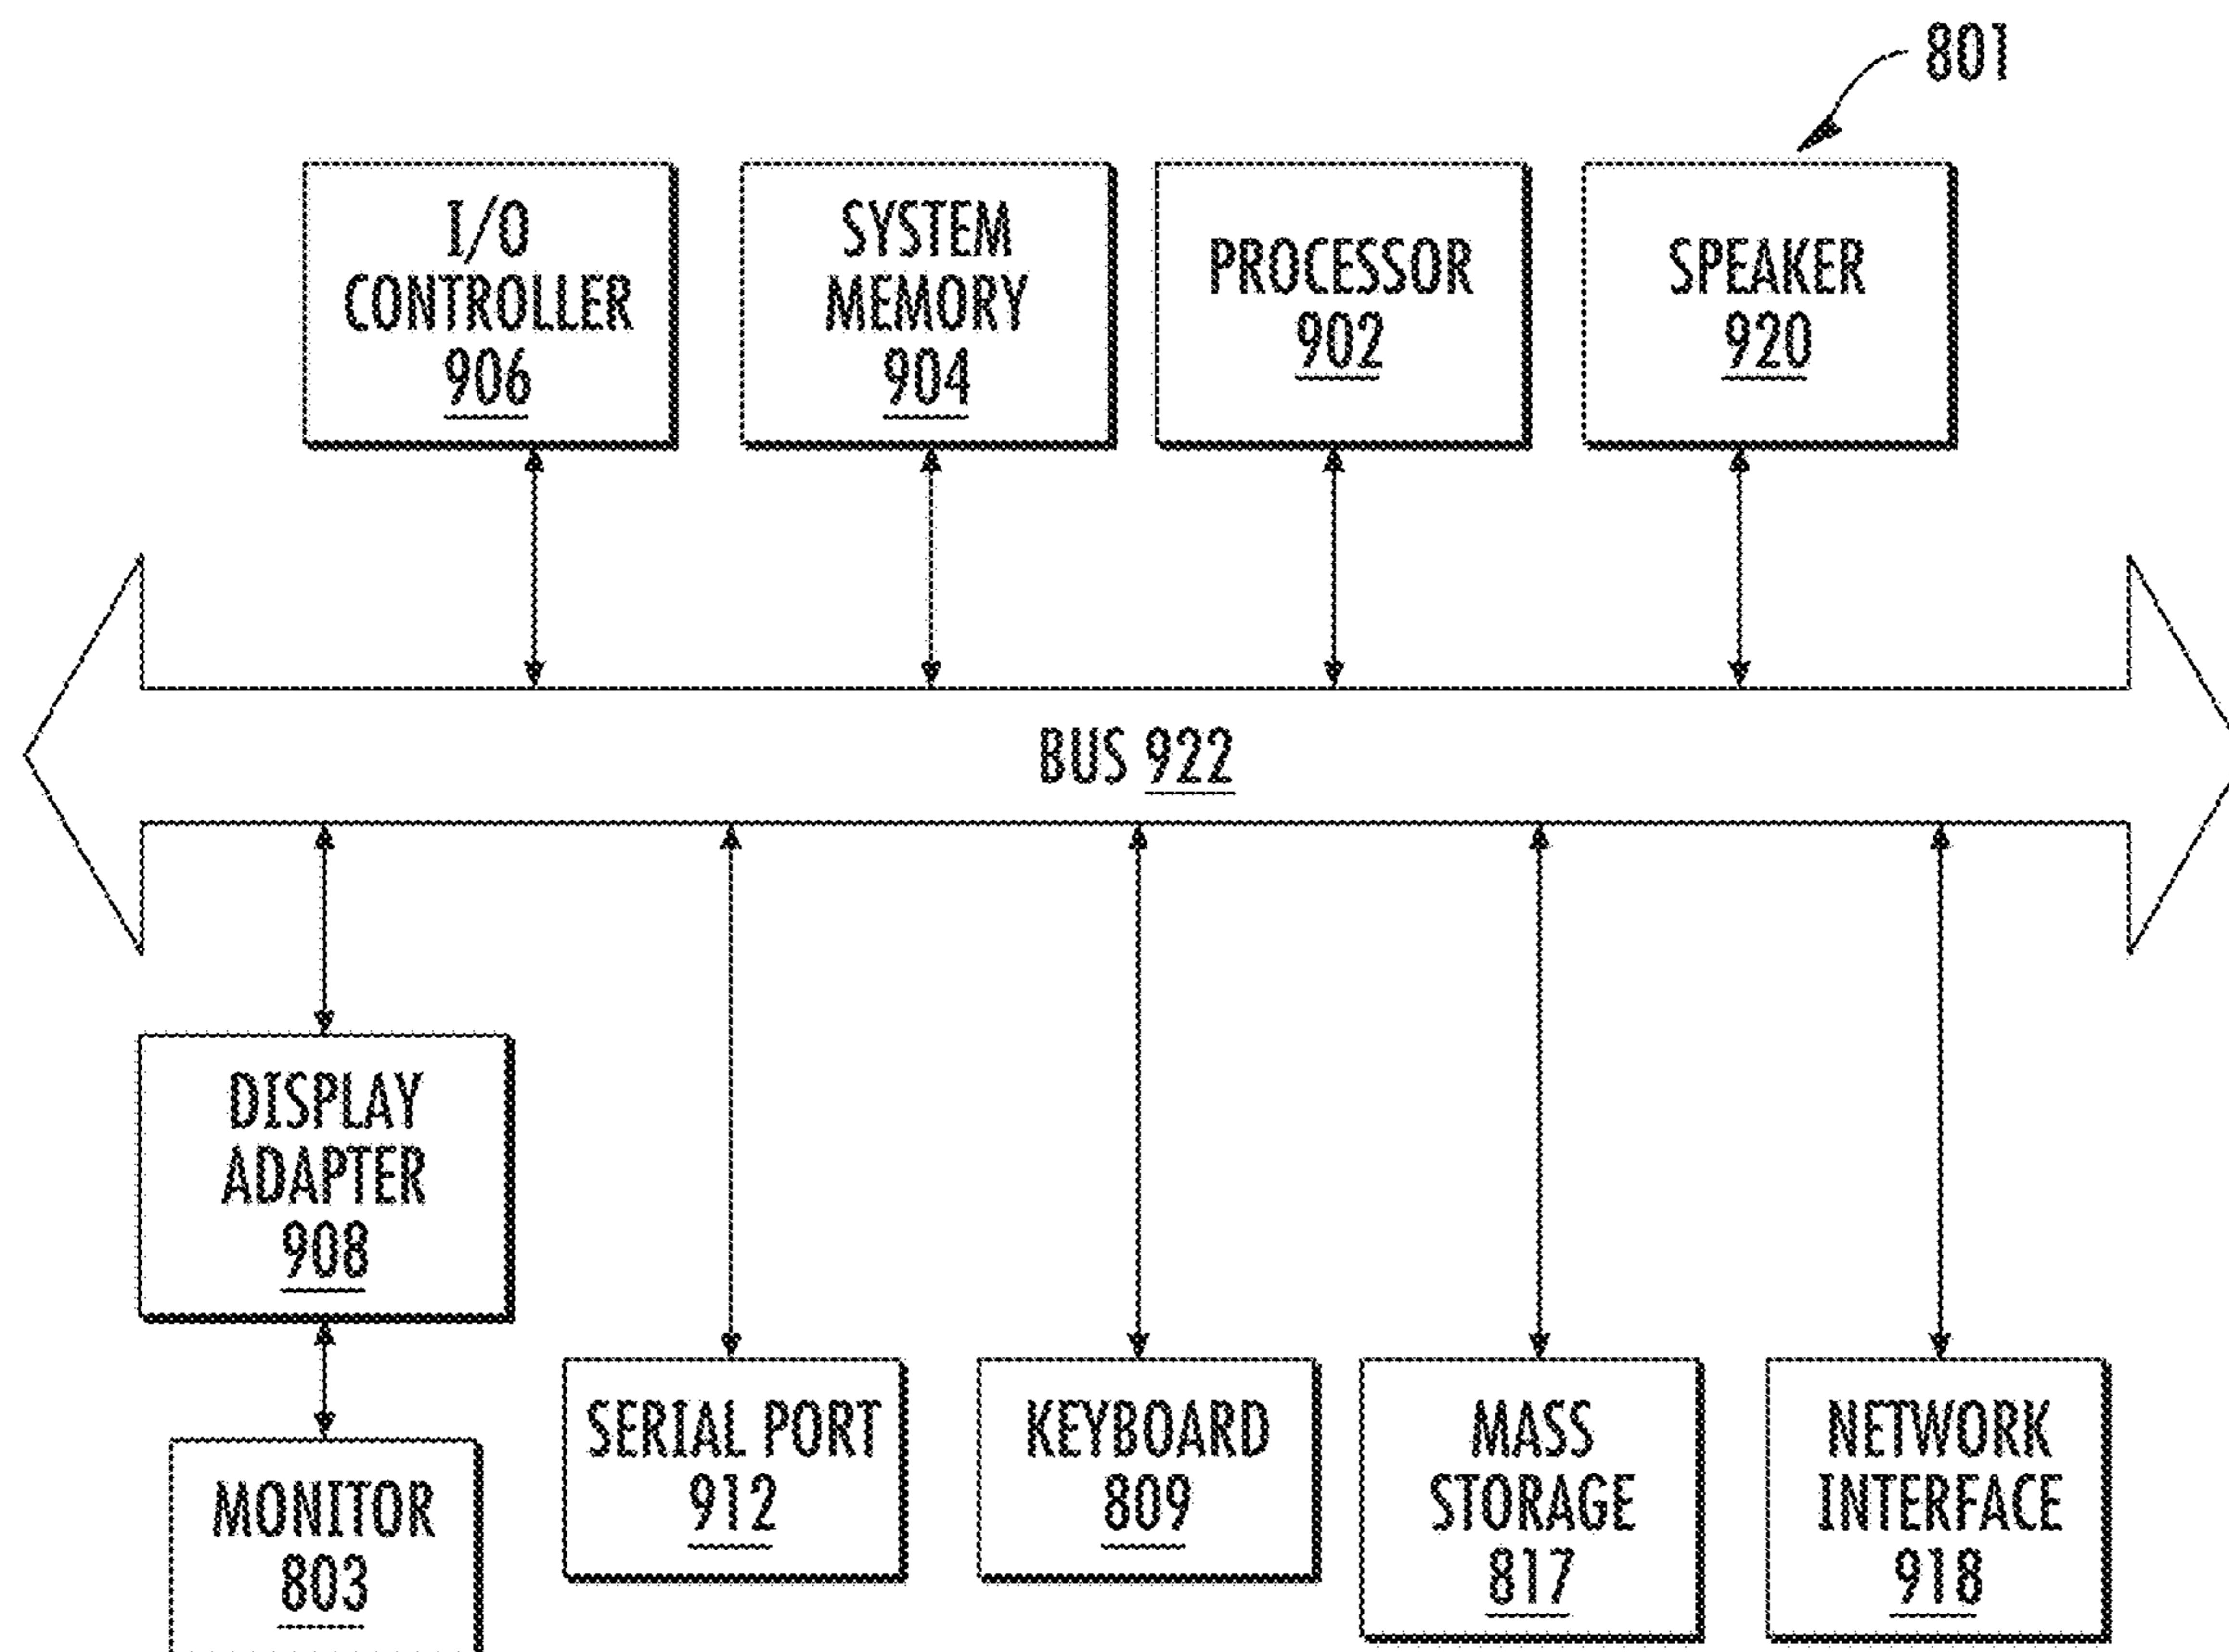 801
I/O
CONTROLLER
906
SYSTEM
MEMORY
904
PROCESSOR
902
SPEAKER
920
BUS 922
DISPLAY
ADAPTER
908
MONITOR
803
SERIAL PORT
912
KEYBOARD
809
MASS
STORAGE
817
NETWORK
INTERFACE
918